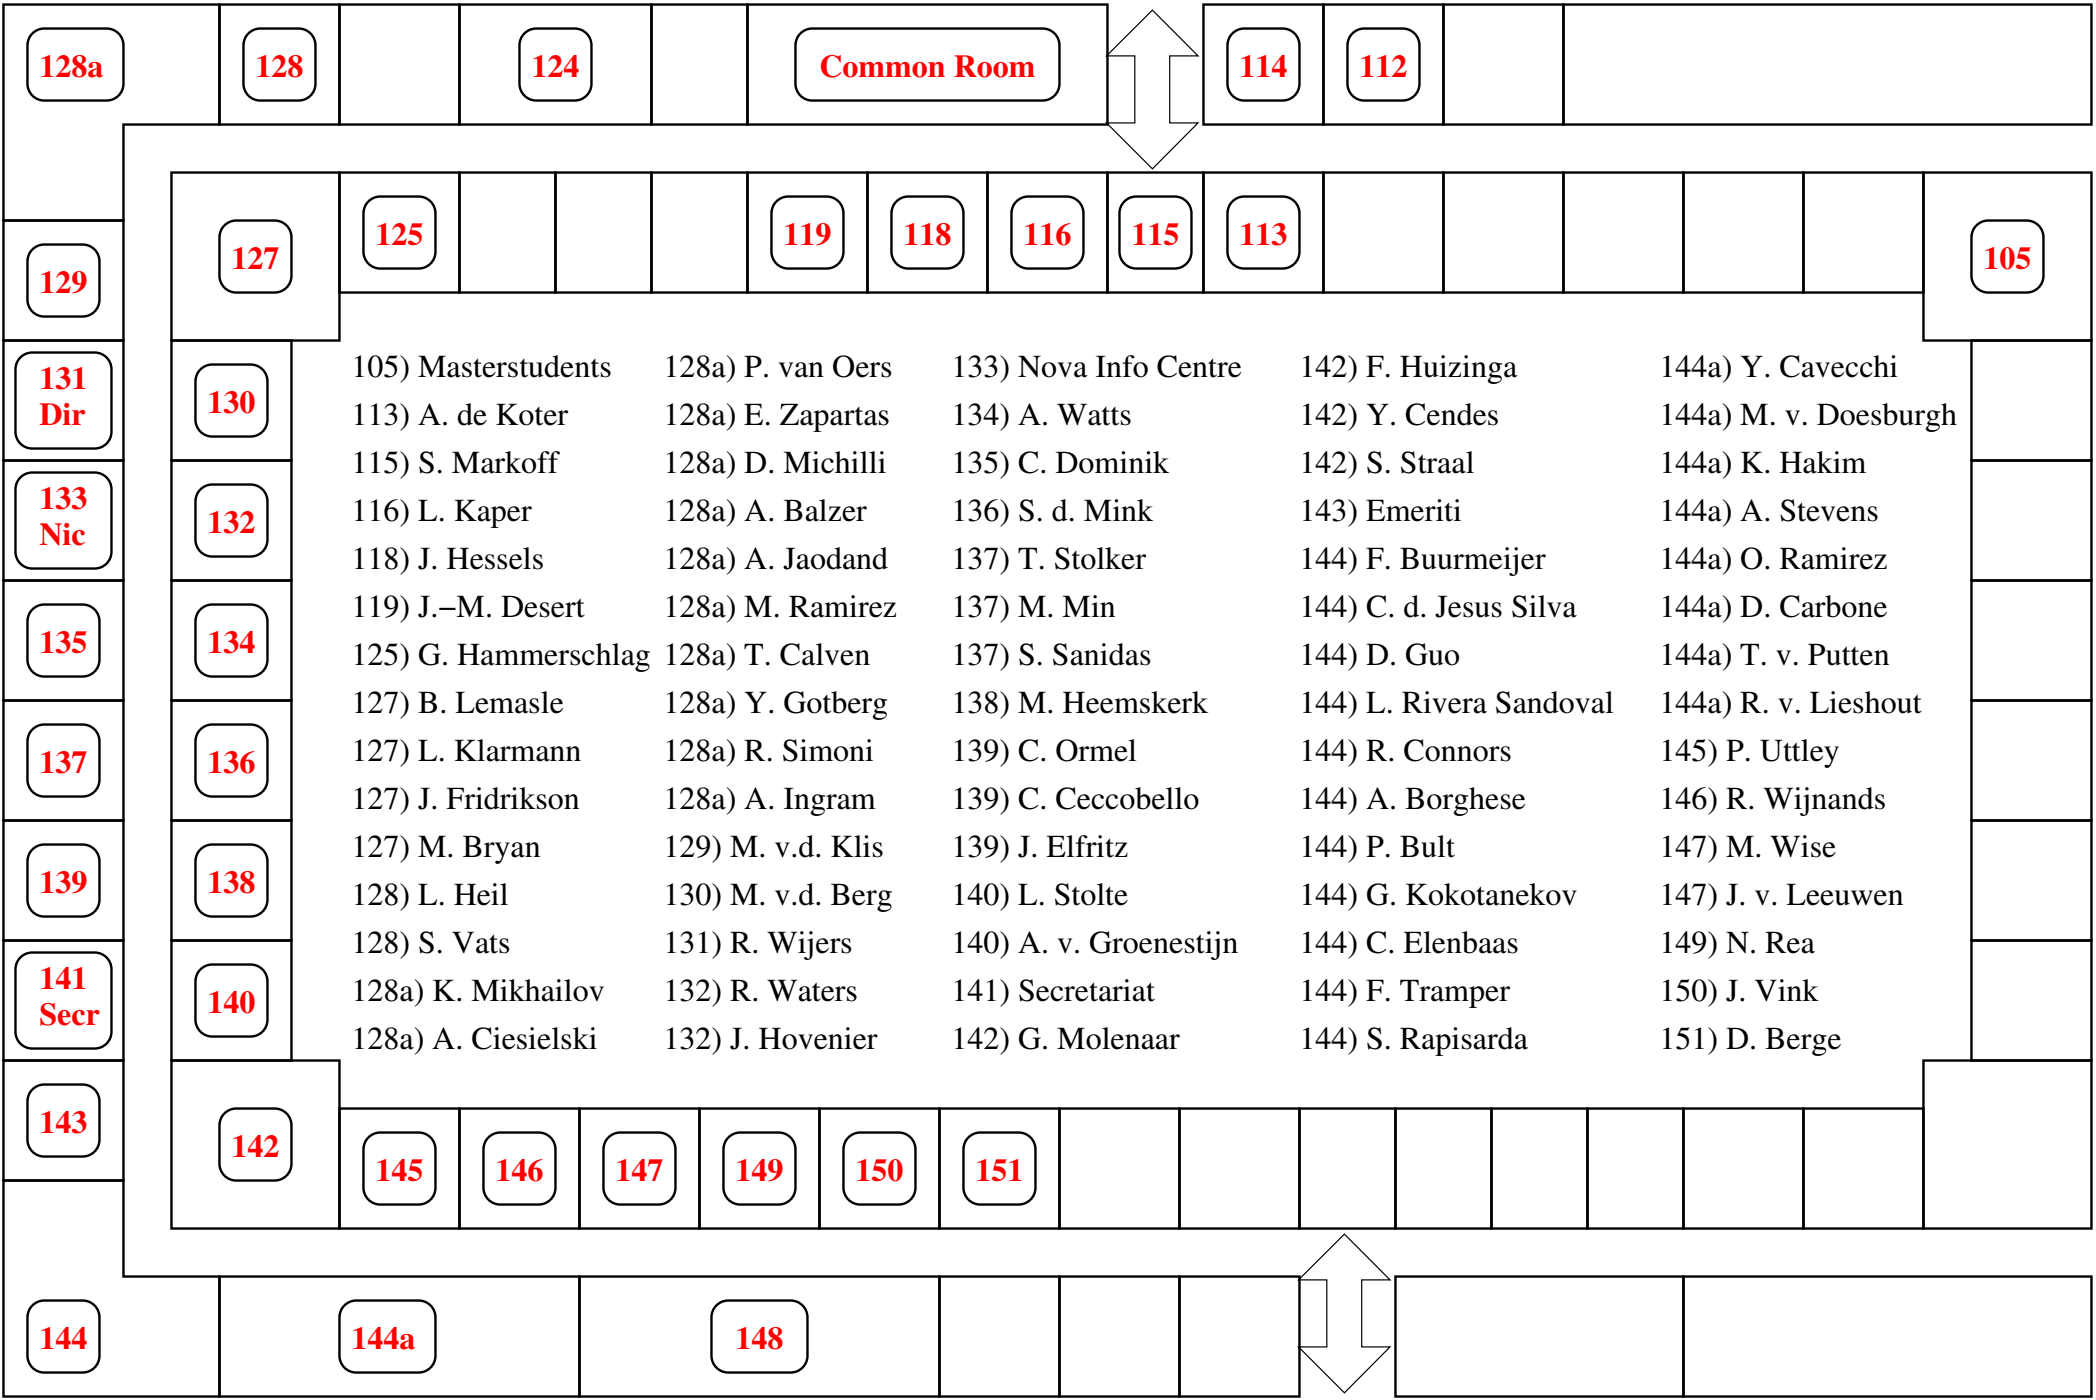 128a
128
124
Common Room
114
112
125
119
118
116
115
113
127
105
129
131
Dir
130
133
Nic
132
135
134
137
136
139
138
141
Secr
140
143
142
145
146
147
149
150
151
144
144a
148
105) Masterstudents
113) A. de Koter
115) S. Markoff
116) L. Kaper
118) J. Hessels
119) J.−M. Desert
125) G. Hammerschlag
127) B. Lemasle
127) L. Klarmann
127) J. Fridrikson
127) M. Bryan
128) L. Heil
128) S. Vats
128a) K. Mikhailov
128a) A. Ciesielski
128a) P. van Oers
128a) E. Zapartas
128a) D. Michilli
128a) A. Balzer
128a) A. Jaodand
128a) M. Ramirez
128a) T. Calven
128a) Y. Gotberg
128a) R. Simoni
128a) A. Ingram
129) M. v.d. Klis
130) M. v.d. Berg
131) R. Wijers
132) R. Waters
132) J. Hovenier
133) Nova Info Centre
134) A. Watts
135) C. Dominik
136) S. d. Mink
137) T. Stolker
137) M. Min
137) S. Sanidas
138) M. Heemskerk
139) C. Ormel
139) C. Ceccobello
139) J. Elfritz
140) L. Stolte
140) A. v. Groenestijn
141) Secretariat
142) G. Molenaar
142) F. Huizinga
142) Y. Cendes
142) S. Straal
143) Emeriti
144) F. Buurmeijer
144) C. d. Jesus Silva
144) D. Guo
144) L. Rivera Sandoval
144) R. Connors
144) A. Borghese
144) P. Bult
144) G. Kokotanekov
144) C. Elenbaas
144) F. Tramper
144) S. Rapisarda
144a) Y. Cavecchi
144a) M. v. Doesburgh
144a) K. Hakim
144a) A. Stevens
144a) O. Ramirez
144a) D. Carbone
144a) T. v. Putten
144a) R. v. Lieshout
145) P. Uttley
146) R. Wijnands
147) M. Wise
147) J. v. Leeuwen
149) N. Rea
150) J. Vink
151) D. Berge